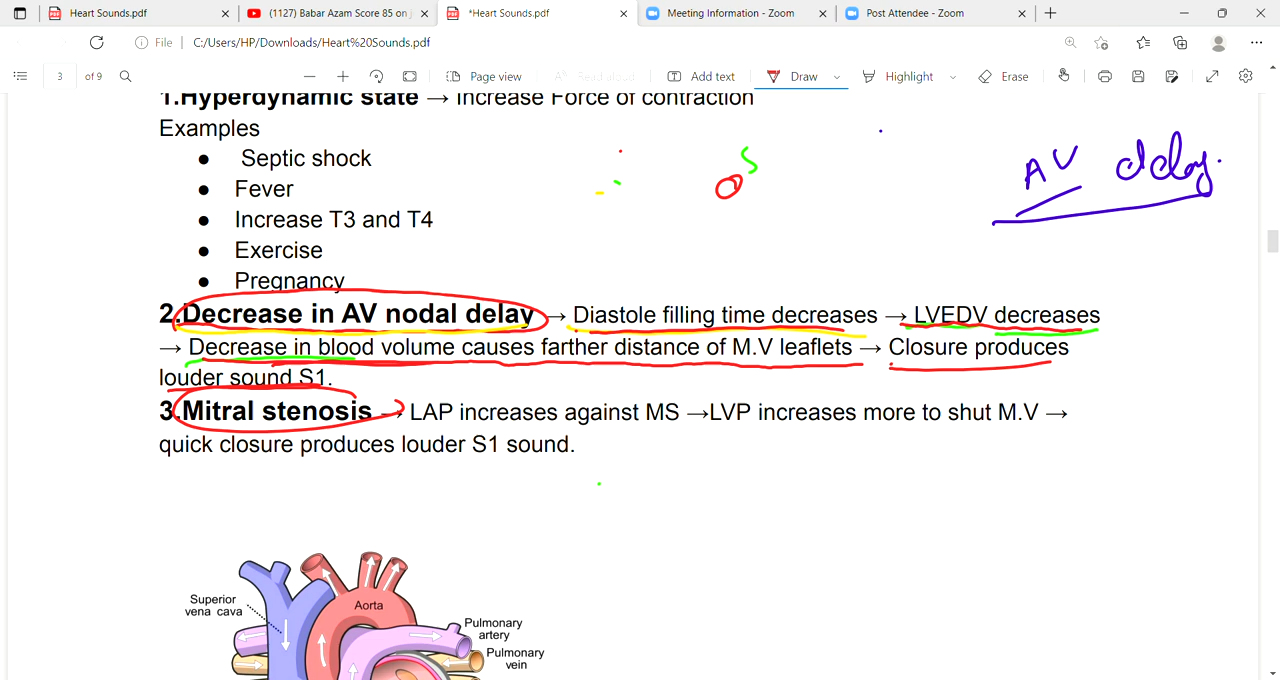 Heart Sounds.pdf
(1127) Babar Azam Score 85 on
*Heart Sounds.pdf
Meeting Information - Zoom
Post Attendee - Zoom
File C:/Users/HP/Downloads/Heart%20Sounds.pdf
3 of 9 Page view Read aloud Add text Draw Highlight Erase
1.Hyperdynamic state → Increase Force of contraction
Examples
● Septic shock
● Fever
● Increase T3 and T4
● Exercise
● Pregnancy
AV delay.
2.Decrease in AV nodal delay → Diastole filling time decreases → LVEDV decreases
→ Decrease in blood volume causes farther distance of M.V leaflets → Closure produces
louder sound S1.
3.Mitral stenosis → LAP increases against MS →LVP increases more to shut M.V →
quick closure produces louder S1 sound.
Superior
vena cava
Aorta
Pulmonary
artery
Pulmonary
vein